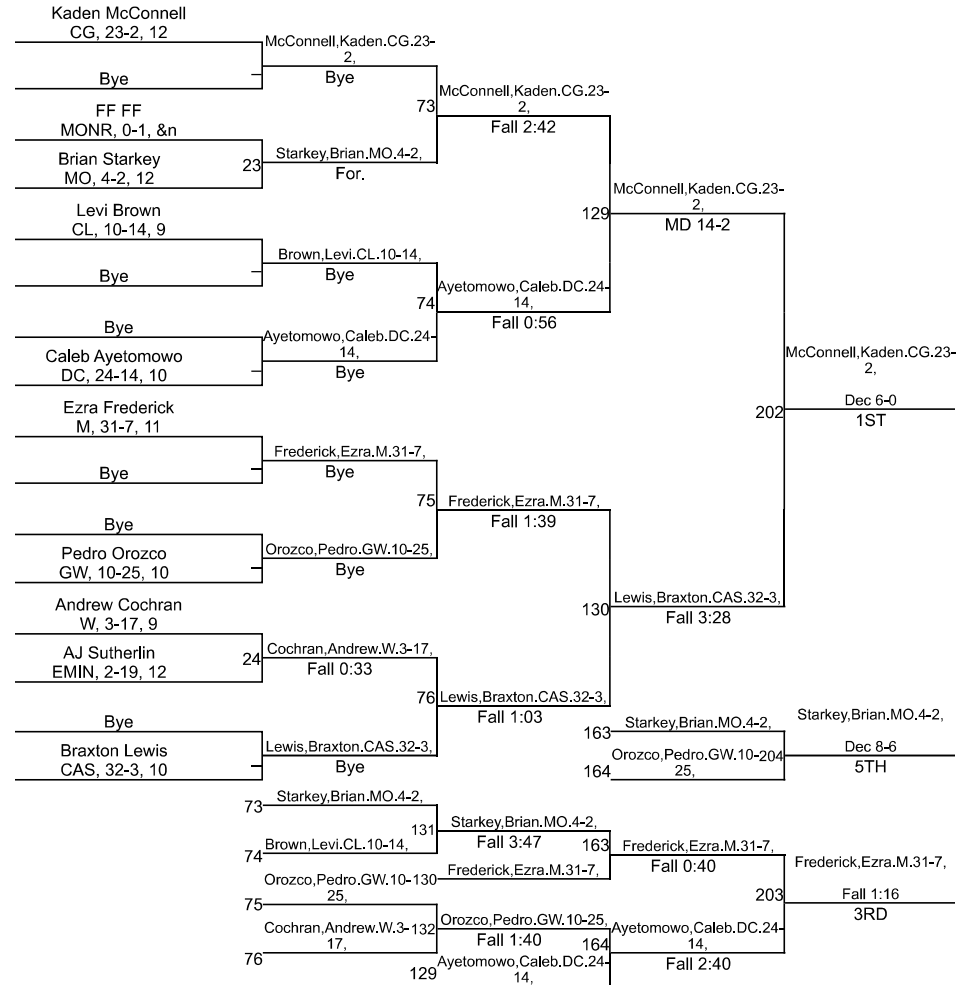 Kaden McConnell
CG, 23-2, 12
McConnell,Kaden.CG.23-
2,
Bye
Bye
McConnell,Kaden.CG.23-
2,
73
Fall 2:42
FF FF
MONR, 0-1, &n
Starkey,Brian.MO.4-2,
23
For.
Brian Starkey
MO, 4-2, 12
McConnell,Kaden.CG.23-
2,
129
MD 14-2
Levi Brown
CL, 10-14, 9
Brown,Levi.CL.10-14,
Bye
Bye
Ayetomowo,Caleb.DC.24-
14,
74
Fall 0:56
Bye
Ayetomowo,Caleb.DC.24-
14,
Bye
Caleb Ayetomowo
DC, 24-14, 10
McConnell,Kaden.CG.23-
2,
Dec 6-0
202
1ST
Ezra Frederick
M, 31-7, 11
Frederick,Ezra.M.31-7,
Bye
Bye
75
Frederick,Ezra.M.31-7,
Fall 1:39
Bye
Orozco,Pedro.GW.10-25,
Bye
Pedro Orozco
GW, 10-25, 10
130
Lewis,Braxton.CAS.32-3,
Fall 3:28
Andrew Cochran
W, 3-17, 9
Cochran,Andrew.W.3-17,
24
Fall 0:33
AJ Sutherlin
EMIN, 2-19, 12
76
Lewis,Braxton.CAS.32-3,
Fall 1:03
Bye
Lewis,Braxton.CAS.32-3,
Bye
Braxton Lewis
CAS, 32-3, 10
163
Starkey,Brian.MO.4-2,
Starkey,Brian.MO.4-2,
164
Orozco,Pedro.GW.10-
25,
204
Dec 8-6
5TH
73
Starkey,Brian.MO.4-2,
131
Starkey,Brian.MO.4-2,
Fall 3:47
74
Brown,Levi.CL.10-14,
163
Frederick,Ezra.M.31-7,
Fall 0:40
130
Frederick,Ezra.M.31-7,
Frederick,Ezra.M.31-7,
203
Fall 1:16
3RD
75
Orozco,Pedro.GW.10-
25,
132
Orozco,Pedro.GW.10-25,
Fall 1:40
76
Cochran,Andrew.W.3-
17,
164
Ayetomowo,Caleb.DC.24-
14,
Fall 2:40
129
Ayetomowo,Caleb.DC.24-
14,